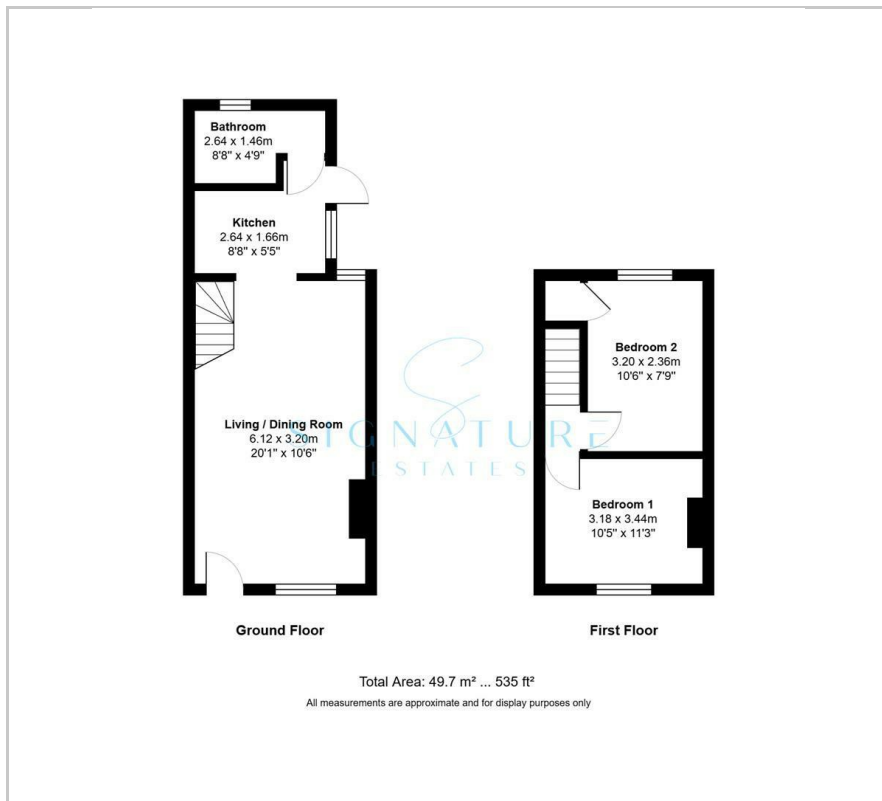 Bathroom
2.64 x 1.46m
8'8" x 4'9"
Kitchen
2.64 x 1.66m
8'8" x 5'5"
Living / Dining Room
6.12 x 3.20m
20'1" x 10'6"
Bedroom 2
3.20 x 2.36m
10'6" x 7'9"
SIGNATURE
ESTATES
Bedroom 1
3.18 x 3.44m
10'5" x 11'3"
Ground Floor
First Floor
Total Area: 49.7 m² ... 535 ft²
All measurements are approximate and for display purposes only